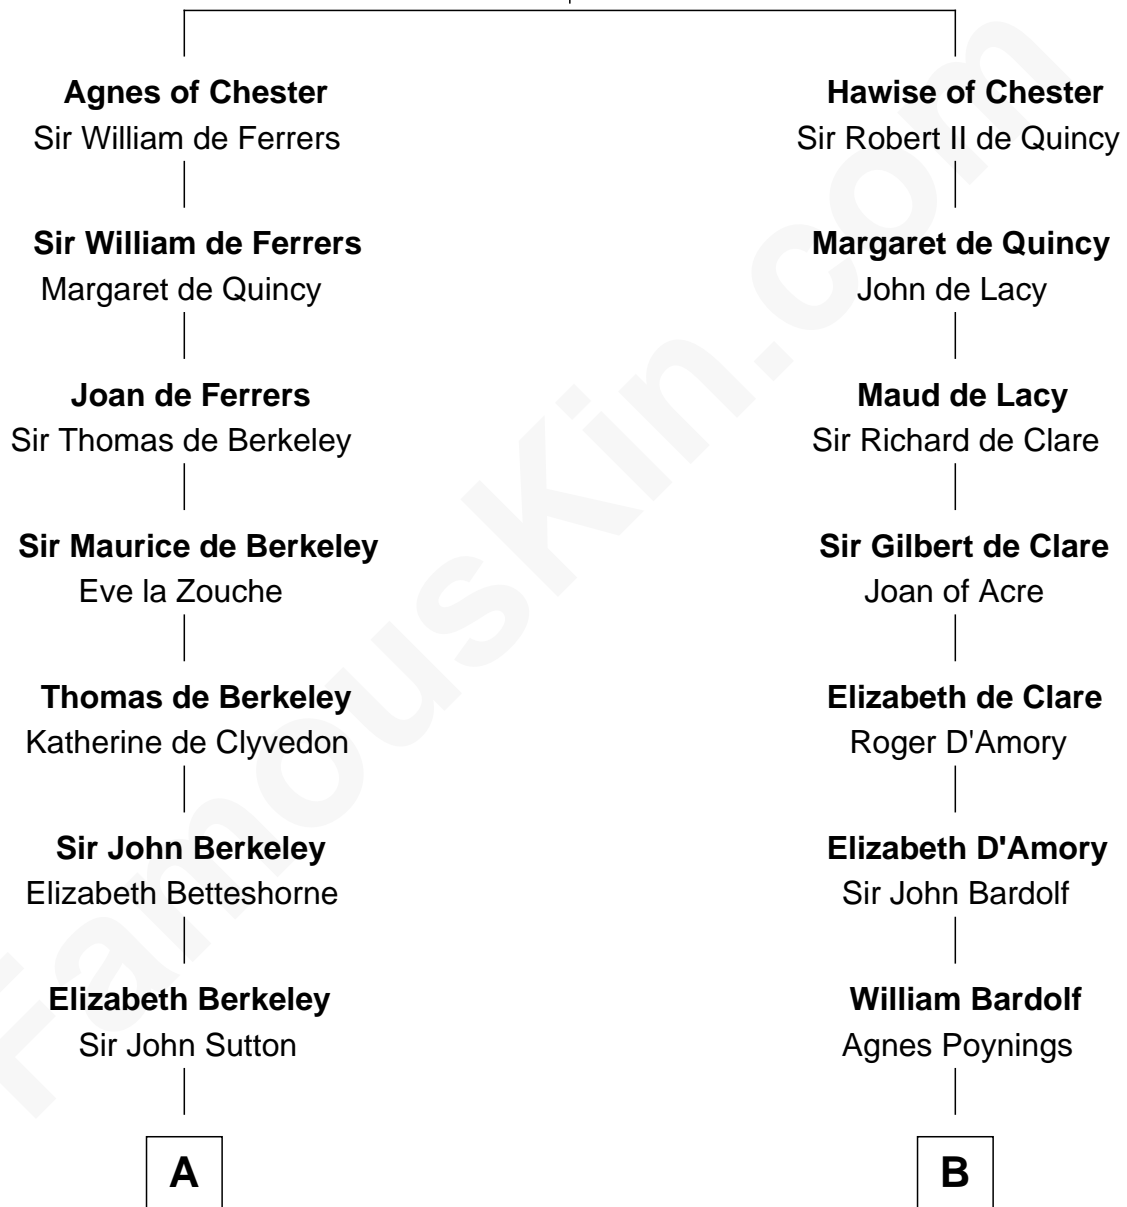 Agnes of Chester
Sir William de Ferrers
Sir William de Ferrers
Margaret de Quincy
Joan de Ferrers
Sir Thomas de Berkeley
Sir Maurice de Berkeley
Eve la Zouche
Thomas de Berkeley
Katherine de Clyvedon
Sir John Berkeley
Elizabeth Betteshorne
Elizabeth Berkeley
Sir John Sutton
A
Hawise of Chester
Sir Robert II de Quincy
Margaret de Quincy
John de Lacy
Maud de Lacy
Sir Richard de Clare
Sir Gilbert de Clare
Joan of Acre
Elizabeth de Clare
Roger D'Amory
Elizabeth D'Amory
Sir John Bardolf
William Bardolf
Agnes Poynings
B
FamousKin.com